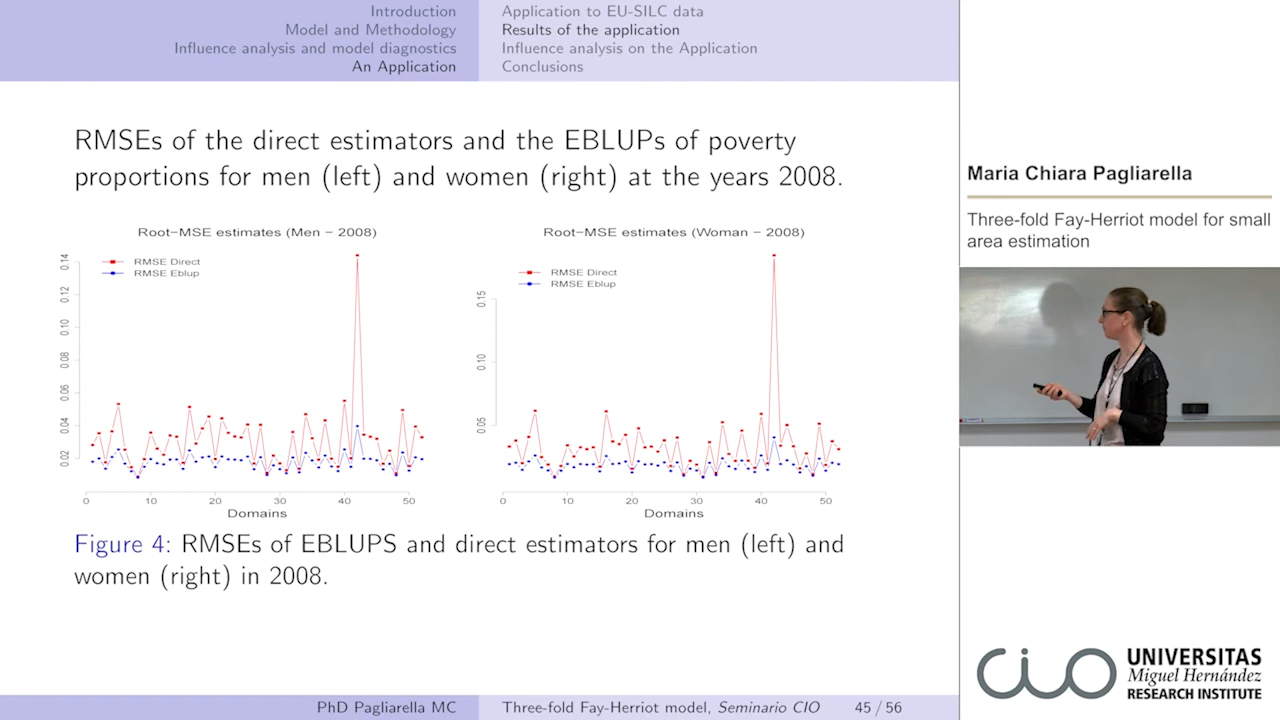 Introduction
Model and Methodology
Influence analysis and model diagnostics
An Application
Application to EU-SILC data
Results of the application
Influence analysis on the Application
Conclusions
RMSEs of the direct estimators and the EBLUPs of poverty
proportions for men (left) and women (right) at the years 2008.
Root-MSE estimates (Men - 2008)
RMSE Direct
RMSE Eblup
0.14
0.12
0.10
0.08
0.06
0.04
0.02
0 10 20 30 40 50
Domains
Root-MSE estimates (Woman - 2008)
RMSE Direct
RMSE Eblup
0.15
0.10
0.05
0 10 20 30 40 50
Domains
Figure 4: RMSEs of EBLUPS and direct estimators for men (left) and
women (right) in 2008.
PhD Pagliarella MC
Three-fold Fay-Herriot model, Seminario CIO
45 / 56
Maria Chiara Pagliarella
Three-fold Fay-Herriot model for small
area estimation
cio
UNIVERSITAS
Miguel Hernández
RESEARCH INSTITUTE